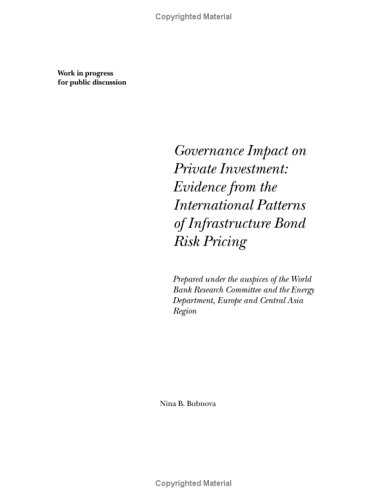 Copyrighted Material
Work in progress
for public discussion
Governance Impact on
Private Investment:
Evidence from the
International Patterns
of Infrastructure Bond
Risk Pricing
Prepared under the auspices of the World
Bank Research Committee and the Energy
Department, Europe and Central Asia
Region
Nina B. Bubnova
Copyrighted Material